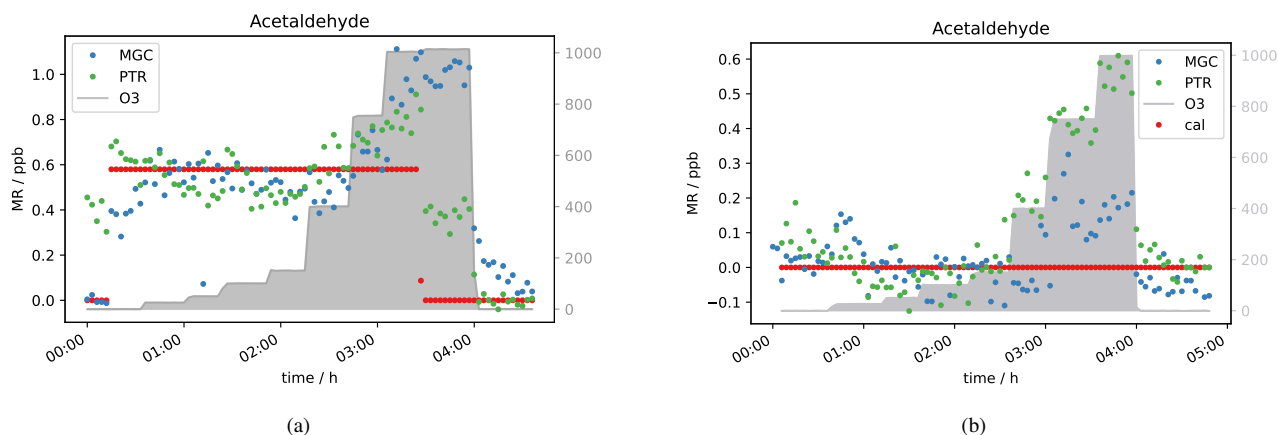 Acetaldehyde
MGC
PTR
O3
1.0
0.8
0.6
0.4
0.2
0.0
MR / ppb
1000
800
600
400
200
0
00:00
01:00
02:00
03:00
04:00
time / h
(a)
Acetaldehyde
MGC
PTR
O3
cal
0.6
0.5
0.4
0.3
0.2
0.1
0.0
−0.1
MR / ppb
1000
800
600
400
200
0
00:00
01:00
02:00
03:00
04:00
05:00
time / h
(b)